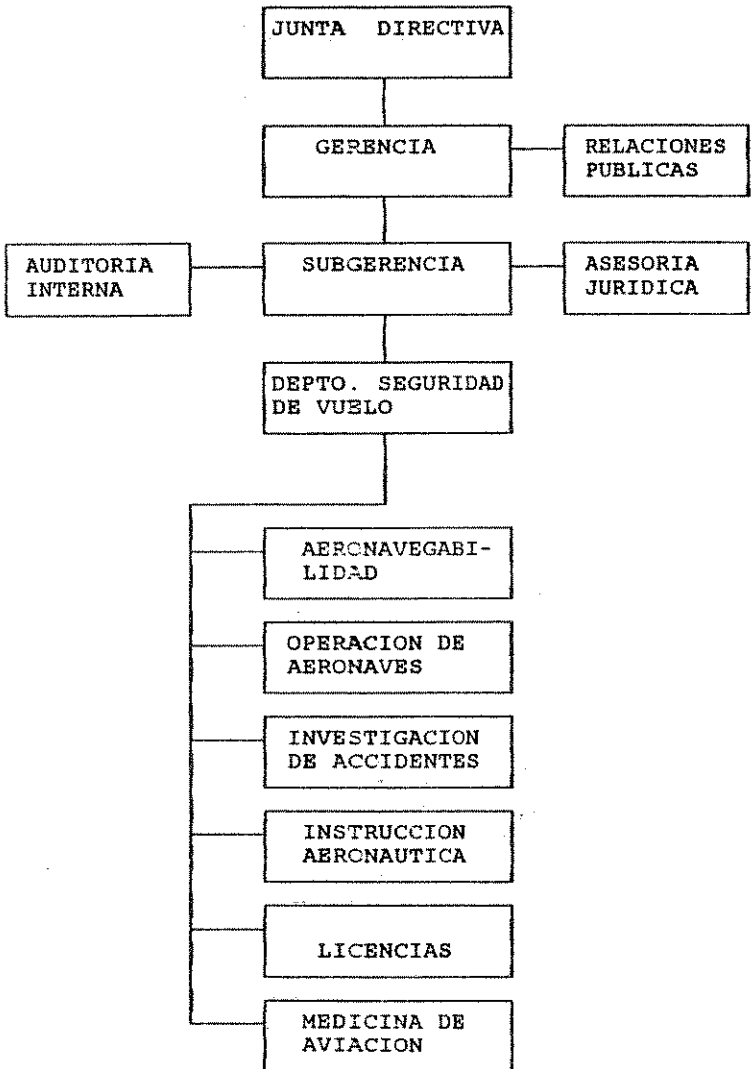 JUNTA DIRECTIVA
GERENCIA
RELACIONES
PUBLICAS
AUDITORIA
INTERNA
SUBGERENCIA
ASESORIA
JURIDICA
DEPTO. SEGURIDAD
DE VUELO
AERONAVEGABI-
LIDAD
OPERACION DE
AERONAVES
INVESTIGACION
DE ACCIDENTES
INSTRUCCION
AERONAUTICA
LICENCIAS
MEDICINA DE
AVIACION